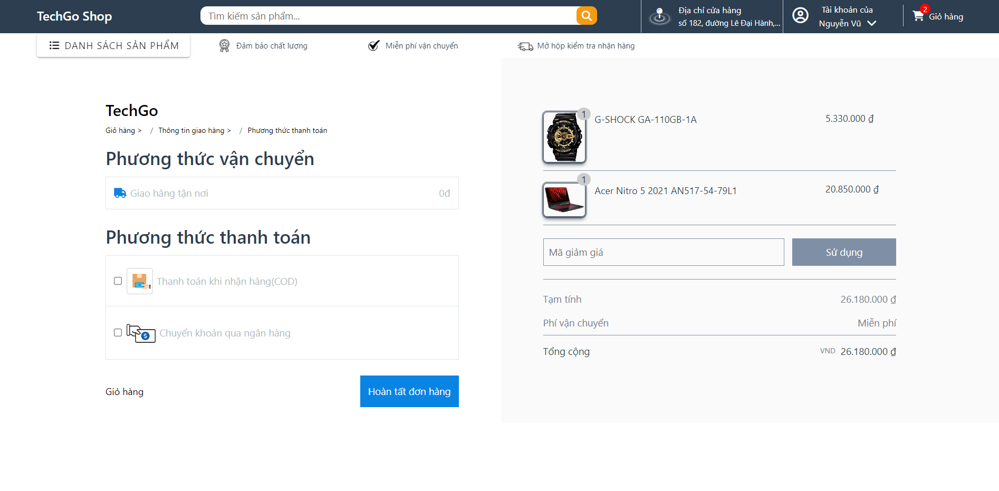 TechGo Shop
Tìm kiếm sản phẩm...
Địa chỉ cửa hàng
số 182, đường Lê Đại Hành,...
Tài khoản của
Nguyễn Vũ
2
Giỏ hàng
DANH SÁCH SẢN PHẨM
Đảm bảo chất lượng
Miễn phí vận chuyển
Mở hộp kiểm tra nhận hàng
TechGo
Giỏ hàng > / Thông tin giao hàng > / Phương thức thanh toán
Phương thức vận chuyển
Giao hàng tận nơi 0đ
Phương thức thanh toán
Thanh toán khi nhận hàng(COD)
Chuyển khoản qua ngân hàng
Giỏ hàng
Hoàn tất đơn hàng
1
G-SHOCK GA-110GB-1A 5.330.000 ₫
1
Acer Nitro 5 2021 AN517-54-79L1 20.850.000 ₫
Mã giảm giá
Sử dụng
Tạm tính 26.180.000 ₫
Phí vận chuyển Miễn phí
Tổng cộng VND 26.180.000 ₫